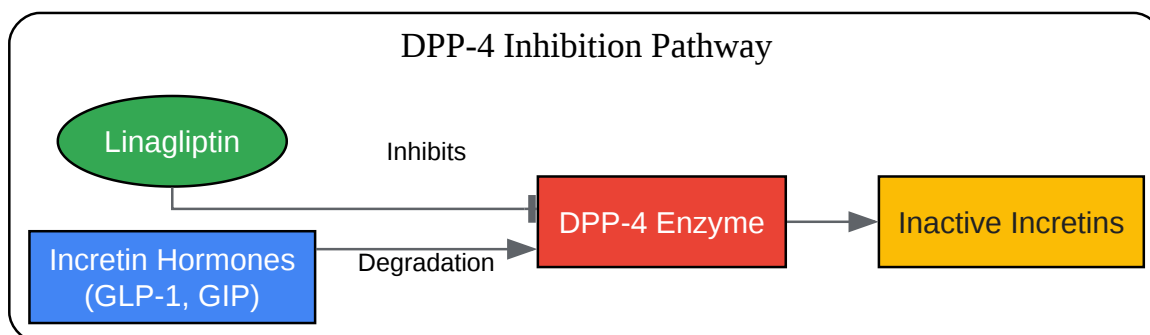 DPP-4 Inhibition Pathway
Linagliptin
Inhibits
DPP-4 Enzyme
Inactive Incretins
Incretin Hormones
(GLP-1, GIP)
Degradation